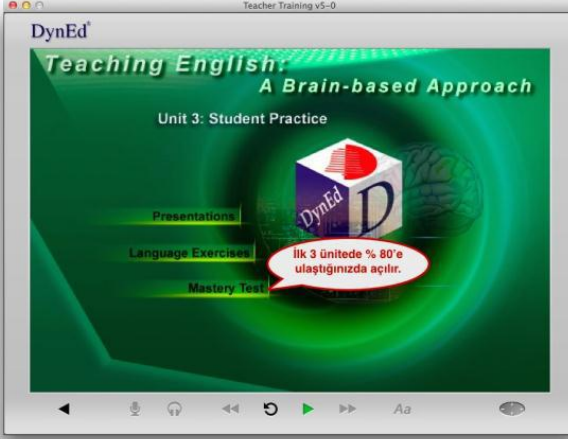 Teacher Training v5-0
DynEd
Teaching English:
A Brain-based Approach
Unit 3: Student Practice
DynEd
D
Presentations
Language Exercises
İlk 3 ünitede % 80'e
ulaştığınızda açılır.
Mastery Test
Aa